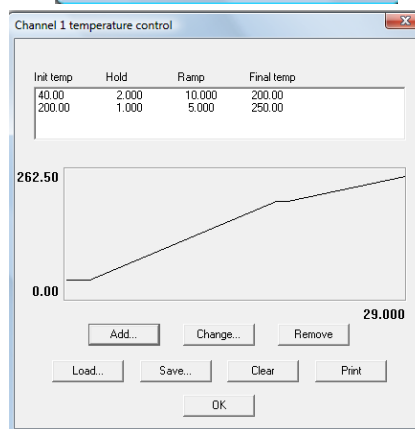 Channel 1 temperature control
Init temp Hold Ramp Final temp
40.00 2.000 10.000 200.00
200.00 1.000 5.000 250.00
262.50
0.00
29.000
Add... Change... Remove
Load... Save... Clear Print
OK